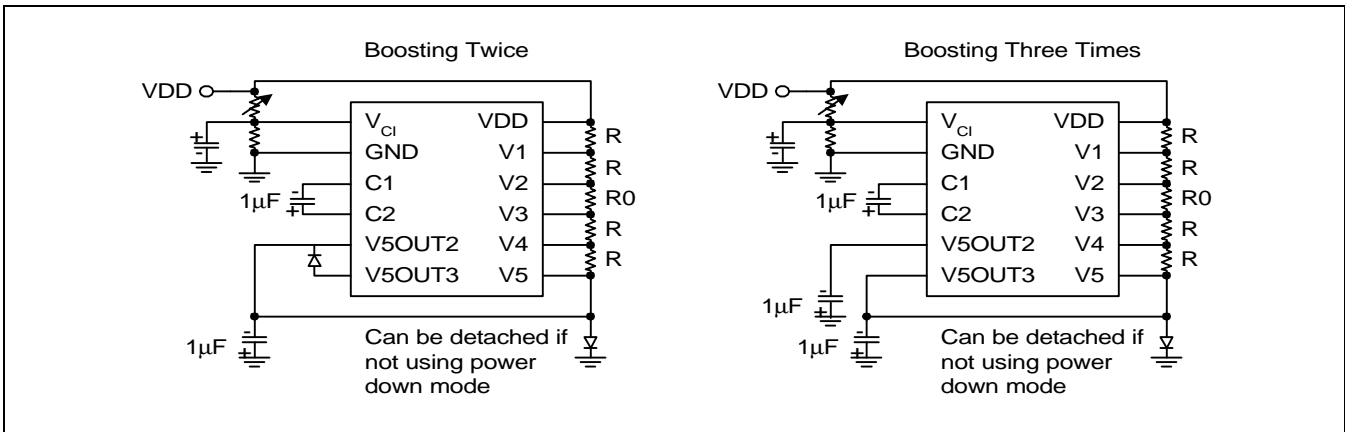 Boosting Twice
VDD
VCI VDD
GND V1
C1 V2
C2 V3
V5OUT2 V4
V5OUT3 V5
R
R
R0
R
R
+
-
-
1μF
+
-
1μF
+
Can be detached if
not using power
down mode
Boosting Three Times
VDD
VCI VDD
GND V1
C1 V2
C2 V3
V5OUT2 V4
V5OUT3 V5
R
R
R0
R
R
+
-
-
1μF
+
-
1μF
+
-
1μF
+
Can be detached if
not using power
down mode